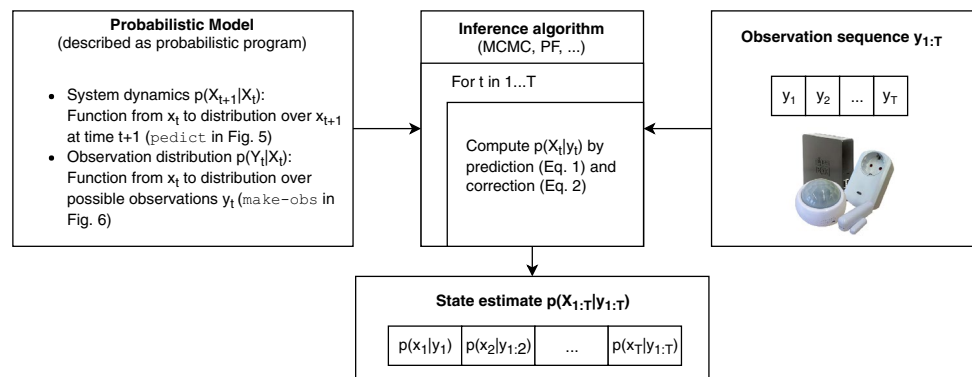 Probabilistic Model
(described as probabilistic program)
• System dynamics p(X_{t+1}|X_t):
Function from x_t to distribution over x_{t+1}
at time t+1 (pedict in Fig. 5)
• Observation distribution p(Y_t|X_t):
Function from x_t to distribution over
possible observations y_t (make-obs in
Fig. 6)
Inference algorithm
(MCMC, PF, ...)
For t in 1...T
Compute p(X_t|y_t) by
prediction (Eq. 1) and
correction (Eq. 2)
Observation sequence y_{1:T}
y_1 y_2 ... y_T
State estimate p(X_{1:T}|y_{1:T})
p(x_1|y_1) p(x_2|y_{1:2}) ... p(x_T|y_{1:T})